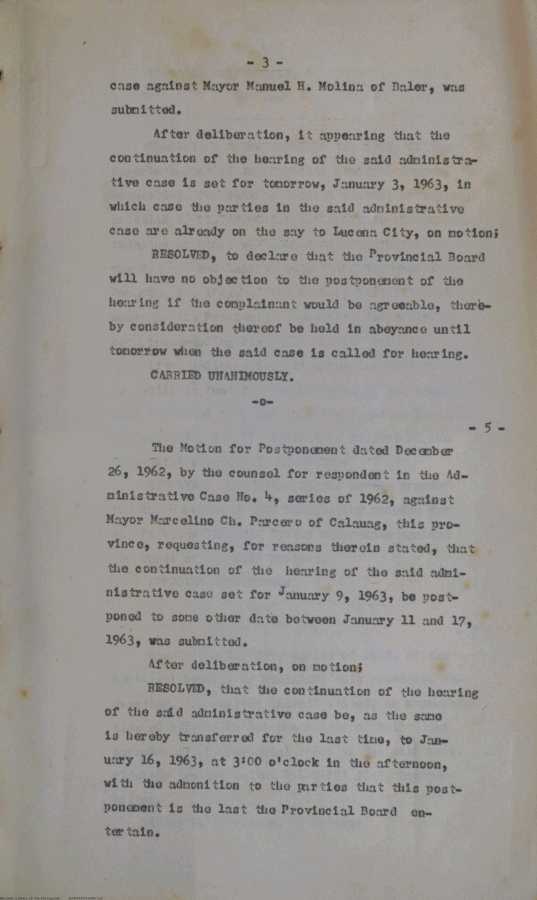 - 3 -
case against Mayor Manuel H. Molina of Baler, was
submitted.
After deliberation, it appearing that the
continuation of the hearing of the said administra-
tive case is set for tomorrow, January 3, 1963, in
which case the parties in the said administrative
case are already on the say to Lucena City, on motion;
RESOLVED, to declare that the Provincial Board
will have no objection to the postponement of the
hearing if the complainant would be agreeable, there-
by consideration thereof be held in abeyance until
tomorrow when the said case is called for hearing.
CARRIED UNANIMOUSLY.
-o-
- 5 -
The Motion for Postponement dated December
26, 1962, by the counsel for respondent in the Ad-
ministrative Case No. 4, series of 1962, against
Mayor Marcelino Ch. Parcero of Calauag, this pro-
vince, requesting, for reasons therein stated, that
the continuation of the hearing of the said admi-
nistrative case set for January 9, 1963, be post-
poned to some other date between January 11 and 17,
1963, was submitted.
After deliberation, on motion;
RESOLVED, that the continuation of the hearing
of the said administrative case be, as the same
is hereby transferred for the last time, to Jan-
uary 16, 1963, at 3:00 o'clock in the afternoon,
with the admonition to the parties that this post-
ponement is the last the Provincial Board en-
tertain.